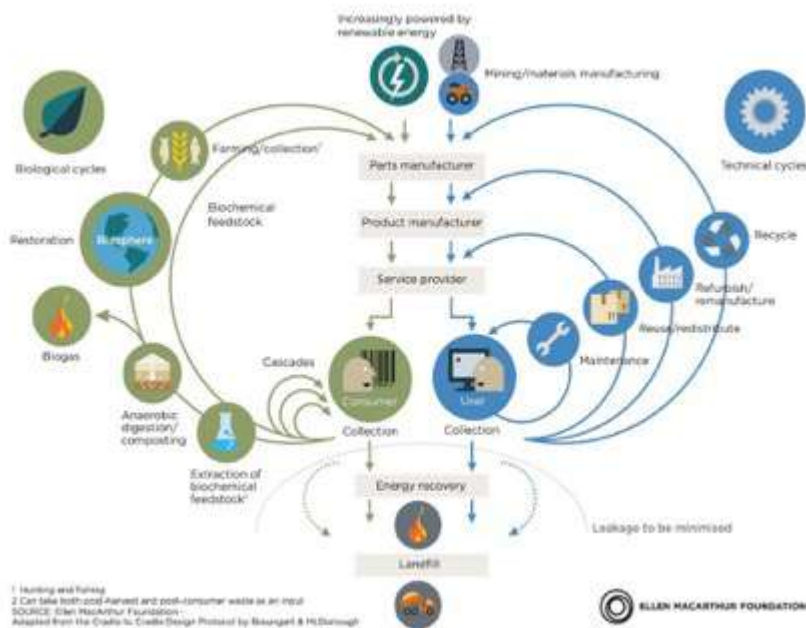 Increasingly powered by
renewable energy
Mining/materials manufacturing
Biological cycles
Farming/collection¹
Parts manufacturer
Technical cycles
Biochemical
feedstock
Restoration
Biosphere
Product manufacturer
Recycle
Service provider
Refurbish/
remanufacture
Reuse/redistribute
Biogas
Maintenance
Cascades
Consumer
User
Anaerobic
digestion/
composting
Collection
Collection
Extraction of
biochemical
feedstock²
Energy recovery
Leakage to be minimised
Landfill
1 Hunting and fishing
2 Can take both post-harvest and post-consumer waste as an input
SOURCE: Ellen MacArthur Foundation -
Adapted from the Cradle to Cradle Design Protocol by Braungart & McDonough
ELLEN MACARTHUR FOUNDATION